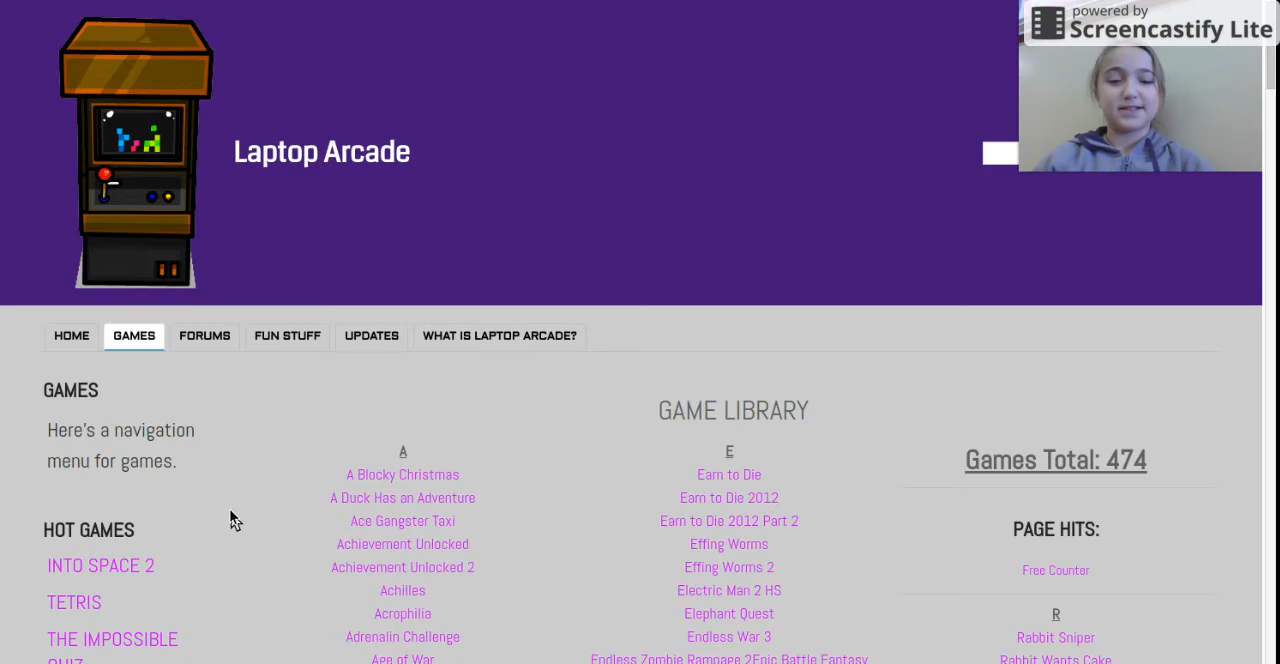 powered by
Screencastify Lite
Laptop Arcade
HOME
GAMES
FORUMS
FUN STUFF
UPDATES
WHAT IS LAPTOP ARCADE?
GAMES
Here's a navigation
menu for games.
HOT GAMES
INTO SPACE 2
TETRIS
THE IMPOSSIBLE
QUIZ
GAME LIBRARY
A
A Blocky Christmas
A Duck Has an Adventure
Ace Gangster Taxi
Achievement Unlocked
Achievement Unlocked 2
Achilles
Acrophilia
Adrenalin Challenge
Age of War
E
Earn to Die
Earn to Die 2012
Earn to Die 2012 Part 2
Effing Worms
Effing Worms 2
Electric Man 2 HS
Elephant Quest
Endless War 3
Endless Zombie Rampage 2Epic Battle Fantasy
Games Total: 474
PAGE HITS:
Free Counter
R
Rabbit Sniper
Rabbit Wants Cake